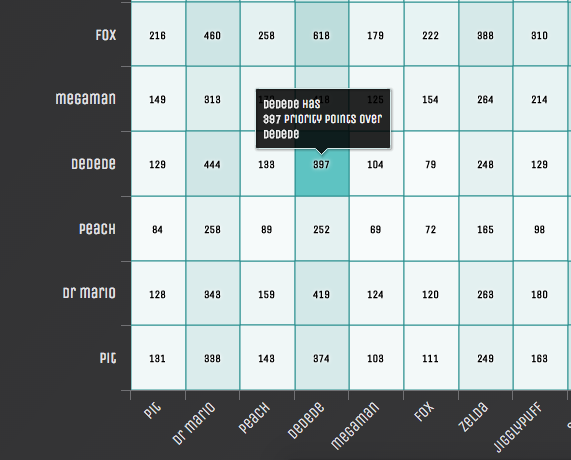 FOX 216 460 258 618 179 222 388 310
megaman 149 313 418 125 154 264 214
Dedede Has
397 Priority Points Over
Dedede
Dedede 129 444 133 397 104 79 248 129
Peach 84 258 89 252 69 72 165 98
Dr Mario 128 343 159 419 124 120 263 180
Pit 131 338 143 374 103 111 249 163
Pit Dr Mario Peach Dedede megaman FOX Zelda Jigglypuff